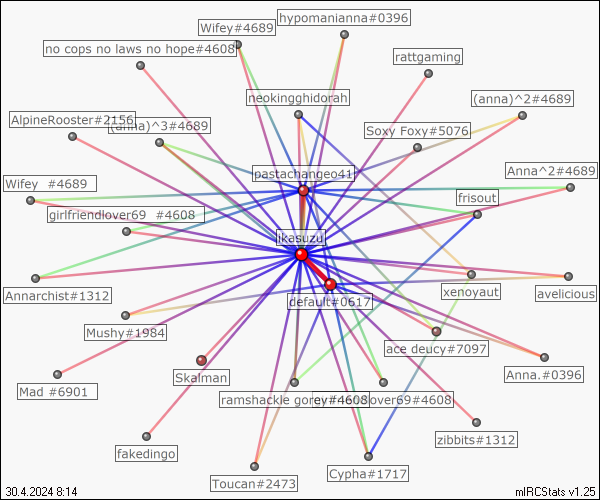 hypomanianna#0396
Wifey#4689
no cops no laws no hope#4608
rattgaming
neokingghidorah
(anna)^2#4689
AlpineRooster#2156
(anna)^3#4689
Soxy Foxy#5076
pastachangeo41
Anna^2#4689
Wifey  #4689
frisout
girlfriendlover69  #4608
ikasuzu
Annarchist#1312
xenoyaut
avelicious
default#0617
Mushy#1984
ace deucy#7097
Skalman
Anna.#0396
Mad #6901
ramshackle gorey#4608
lover69#4608
zibbits#1312
fakedingo
Cypha#1717
Toucan#2473
30.4.2024 8:14
mIRCStats v1.25